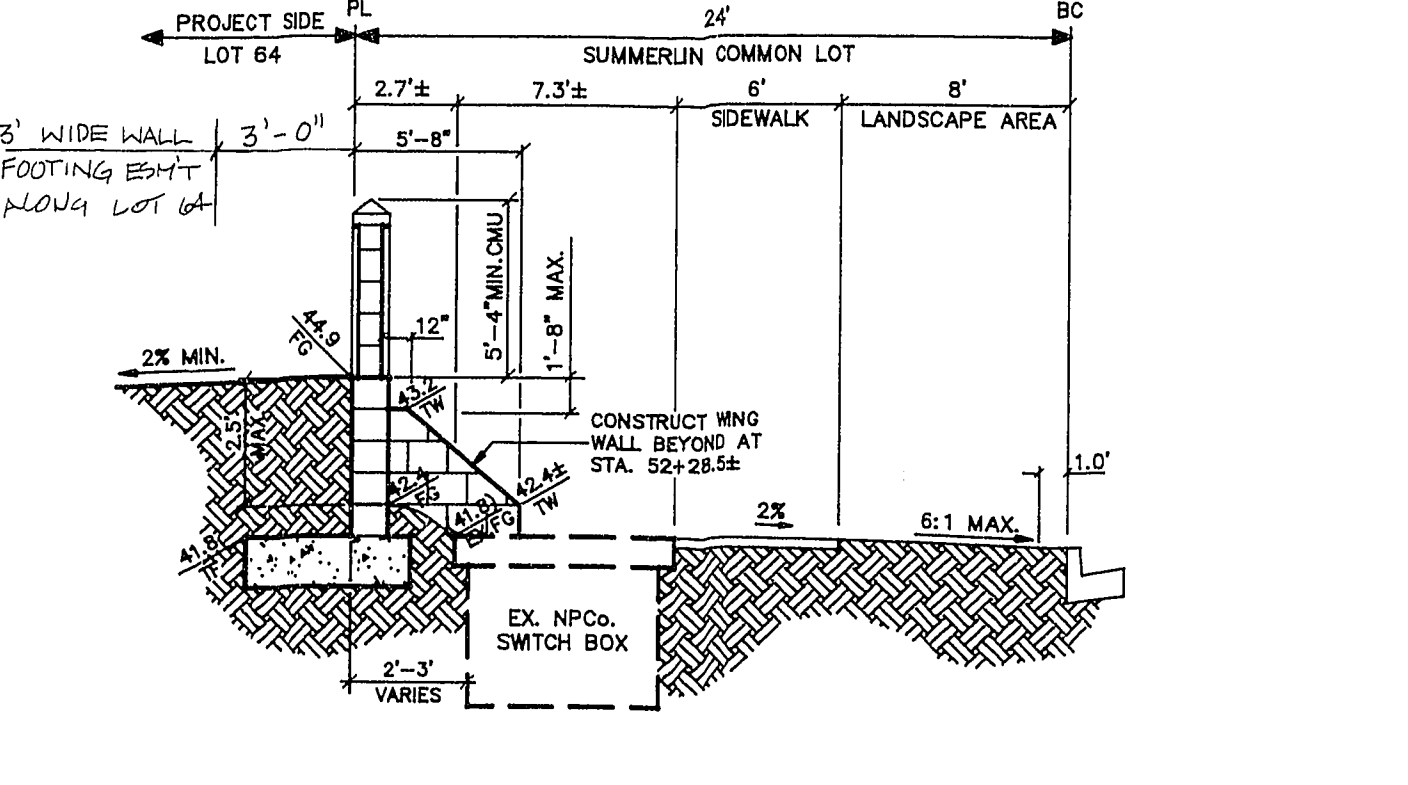 PL
BC
PROJECT SIDE
LOT 64
24'
SUMMERLIN COMMON LOT
2.7'±
7.3'±
6'
SIDEWALK
8'
LANDSCAPE AREA
3' WIDE WALL
FOOTING ESM'T
ALONG LOT 64
3'-0"
5'-8"
5'-4" MIN. CMU
1'-8" MAX.
12"
44.9
FG
2% MIN.
43.2
TW
2.5'
MAX.
CONSTRUCT WING
WALL BEYOND AT
STA. 52+28.5±
42.4
FG
42.4±
TW
(41.8)
EX FG
41.8
TF
2%
6:1 MAX.
1.0'
EX. NPCo.
SWITCH BOX
2'-3'
VARIES